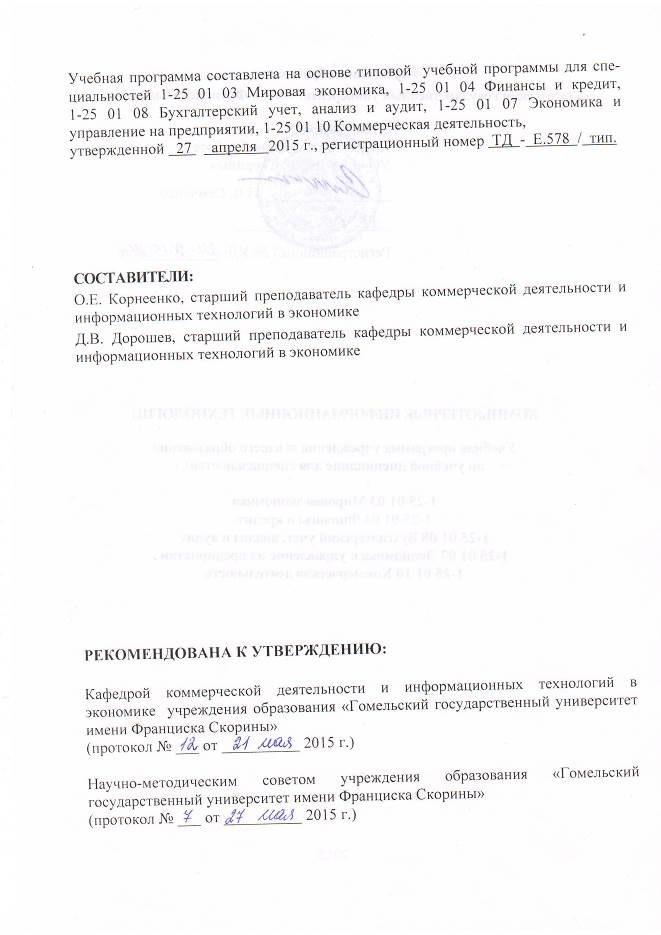 Учебная программа составлена на основе типовой учебной программы для спе-
циальностей 1-25 01 03 Мировая экономика, 1-25 01 04 Финансы и кредит,
1-25 01 08 Бухгалтерский учет, анализ и аудит, 1-25 01 07 Экономика и
управление на предприятии, 1-25 01 10 Коммерческая деятельность,
утвержденной 27 апреля 2015 г., регистрационный номер ТД - Е.578 / тип.
СОСТАВИТЕЛИ:
О.Е. Корнеенко, старший преподаватель кафедры коммерческой деятельности и
информационных технологий в экономике
Д.В. Дорошев, старший преподаватель кафедры коммерческой деятельности и
информационных технологий в экономике
РЕКОМЕНДОВАНА К УТВЕРЖДЕНИЮ:
Кафедрой коммерческой деятельности и информационных технологий в
экономике учреждения образования «Гомельский государственный университет
имени Франциска Скорины»
(протокол № 12 от 21 мая 2015 г.)
Научно-методическим советом учреждения образования «Гомельский
государственный университет имени Франциска Скорины»
(протокол № 7 от 27 мая 2015 г.)